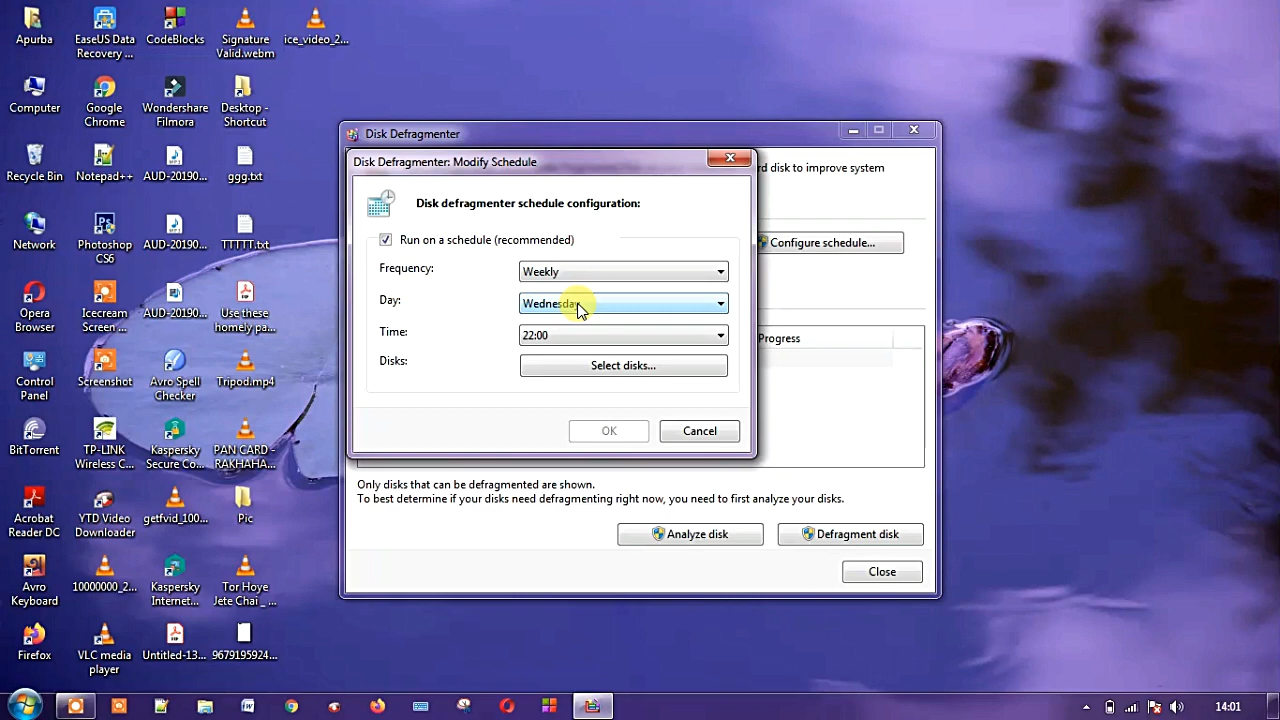 Apurba
EaseUS Data
Recovery ...
CodeBlocks
Signature
Valid.webm
ice_video_2...
Computer
Google
Chrome
Wondershare
Filmora
Desktop -
Shortcut
Recycle Bin
Notepad++
AUD-20190...
ggg.txt
Network
Photoshop
CS6
AUD-20190...
TTTTT.txt
Opera
Browser
Icecream
Screen ...
AUD-20190...
Use these
homely pa...
Control
Panel
Screenshot
Avro Spell
Checker
Tripod.mp4
BitTorrent
TP-LINK
Wireless C...
Kaspersky
Secure Co...
PAN CARD -
RAKHAHA...
Acrobat
Reader DC
YTD Video
Downloader
getfvid_100...
Pic
Avro
Keyboard
10000000_2...
Kaspersky
Internet...
Tor Hoye
Jete Chai _ ...
Firefox
VLC media
player
Untitled-13...
9679195924...
Disk Defragmenter
rd disk to improve system
Configure schedule...
Progress
Disk Defragmenter: Modify Schedule
Disk defragmenter schedule configuration:
Run on a schedule (recommended)
Frequency: Weekly
Day: Wednesday
Time: 22:00
Disks: Select disks...
OK Cancel
Only disks that can be defragmented are shown.
To best determine if your disks need defragmenting right now, you need to first analyze your disks.
Analyze disk Defragment disk
Close
14:01